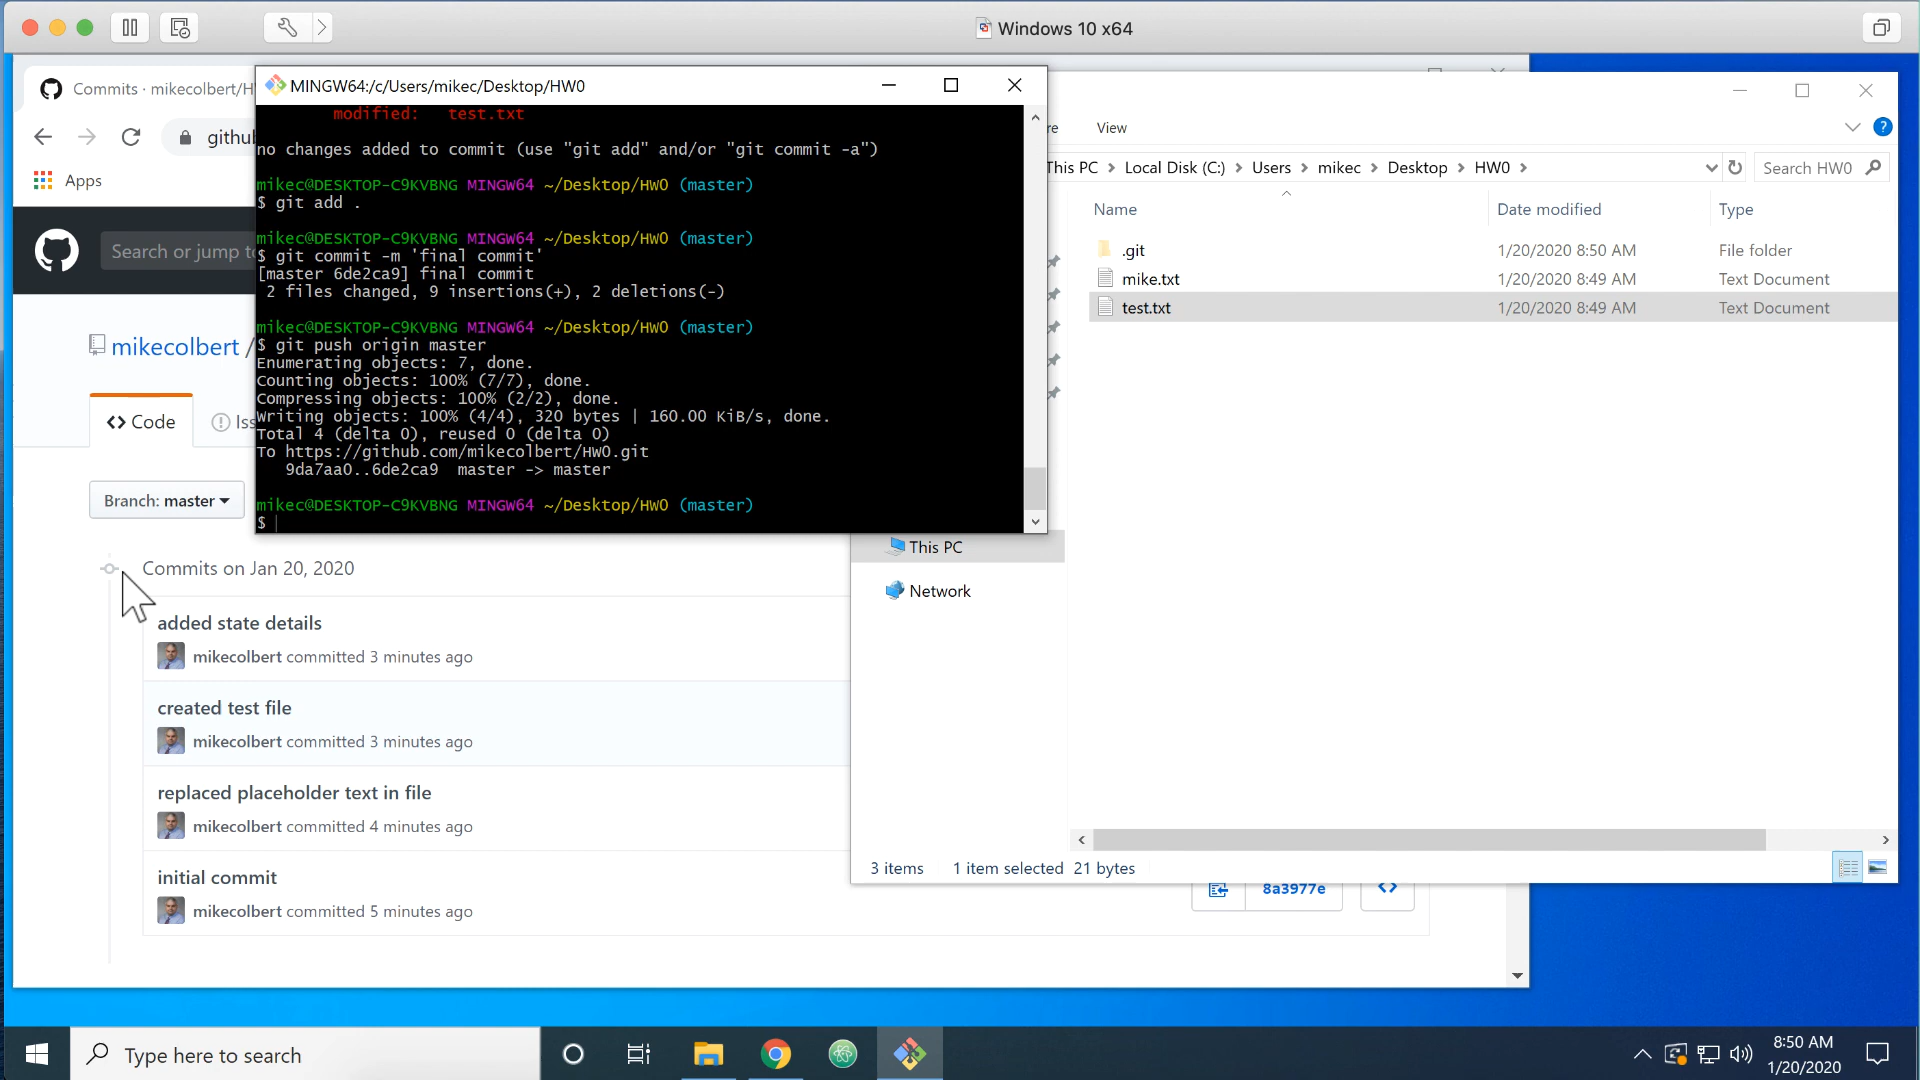 Windows 10 x64
Commits · mikecolbert/H
githu
Apps
Search or jump t
mikecolbert /
Code
Iss
Branch: master
Commits on Jan 20, 2020
added state details
mikecolbert committed 3 minutes ago
created test file
mikecolbert committed 3 minutes ago
replaced placeholder text in file
mikecolbert committed 4 minutes ago
initial commit
mikecolbert committed 5 minutes ago
8a3977e
MINGW64:/c/Users/mikec/Desktop/HW0
modified:   test.txt
no changes added to commit (use "git add" and/or "git commit -a")
mikec@DESKTOP-C9KVBNG MINGW64 ~/Desktop/HW0 (master)
$ git add .
mikec@DESKTOP-C9KVBNG MINGW64 ~/Desktop/HW0 (master)
$ git commit -m 'final commit'
[master 6de2ca9] final commit
2 files changed, 9 insertions(+), 2 deletions(-)
mikec@DESKTOP-C9KVBNG MINGW64 ~/Desktop/HW0 (master)
$ git push origin master
Enumerating objects: 7, done.
Counting objects: 100% (7/7), done.
Compressing objects: 100% (2/2), done.
Writing objects: 100% (4/4), 320 bytes | 160.00 KiB/s, done.
Total 4 (delta 0), reused 0 (delta 0)
To https://github.com/mikecolbert/HW0.git
9da7aa0..6de2ca9  master -> master
mikec@DESKTOP-C9KVBNG MINGW64 ~/Desktop/HW0 (master)
$
re View
This PC > Local Disk (C:) > Users > mikec > Desktop > HW0 >
Search HW0
Name Date modified Type
.git 1/20/2020 8:50 AM File folder
mike.txt 1/20/2020 8:49 AM Text Document
test.txt 1/20/2020 8:49 AM Text Document
This PC
Network
3 items 1 item selected 21 bytes
Type here to search
8:50 AM
1/20/2020